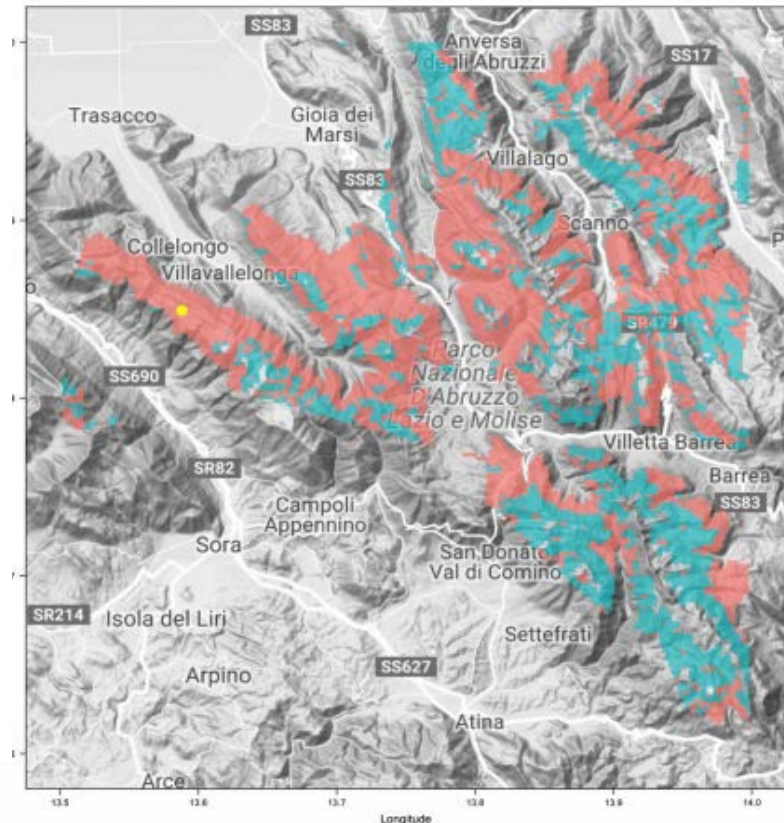 SS83
Anversa
degli Abruzzi
SS17
Trasacco
Gioia dei
Marsi
Villalago
SS83
Scanno
Collelongo
Villavallelonga
SR479
Parco
Nazionale
D'Abruzzo
Lazio e Molise
SS690
Villetta Barrea
SR82
Barrea
SS83
Campoli
Appennino
Sora
San Donato
Val di Comino
SR214
Isola del Liri
Settefrati
SS627
Arpino
Atina
Arce
13.5 13.6 13.7 13.8 13.9 14.0
Longitude